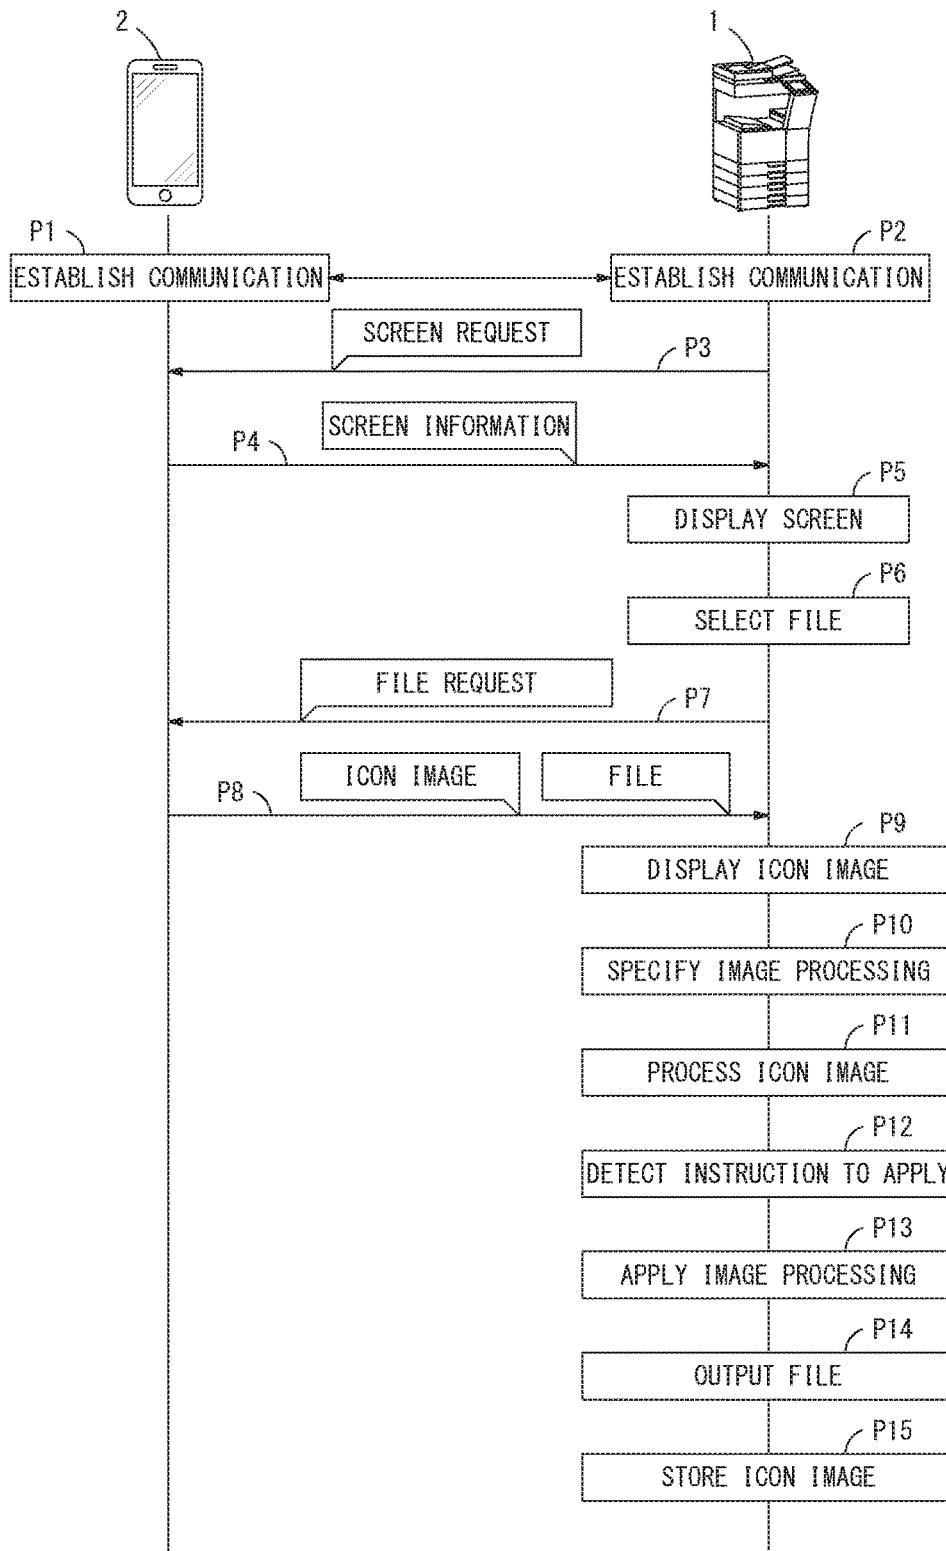 2
1
P1
P2
ESTABLISH COMMUNICATION
ESTABLISH COMMUNICATION
SCREEN REQUEST
P3
SCREEN INFORMATION
P4
P5
DISPLAY SCREEN
P6
SELECT FILE
FILE REQUEST
P7
ICON IMAGE
FILE
P8
P9
DISPLAY ICON IMAGE
P10
SPECIFY IMAGE PROCESSING
P11
PROCESS ICON IMAGE
P12
DETECT INSTRUCTION TO APPLY
P13
APPLY IMAGE PROCESSING
P14
OUTPUT FILE
P15
STORE ICON IMAGE